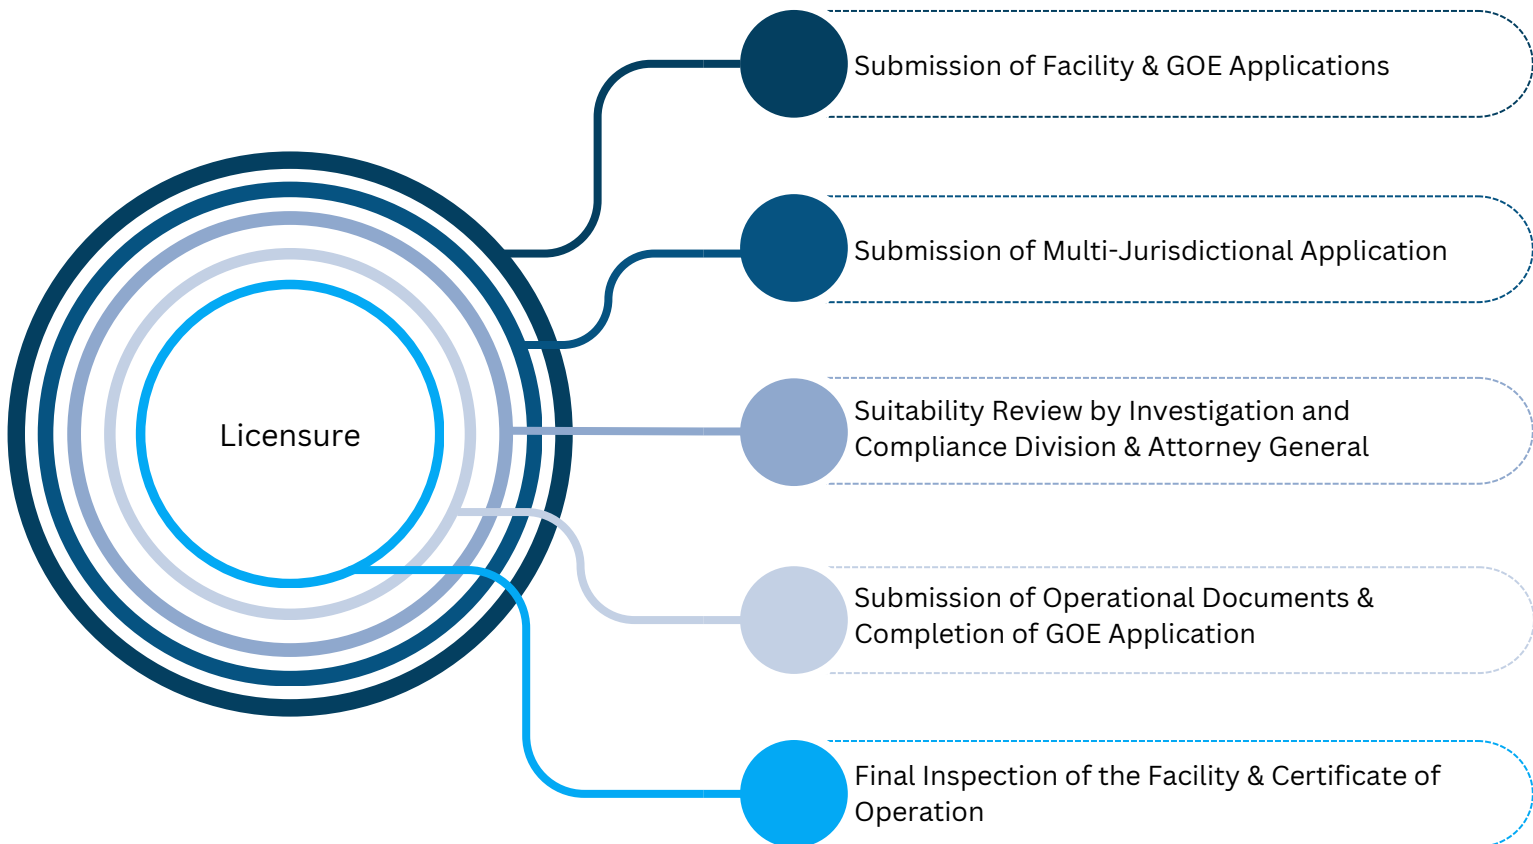 Submission of Facility & GOE Applications
Submission of Multi-Jurisdictional Application
Suitability Review by Investigation and
Compliance Division & Attorney General
Licensure
Submission of Operational Documents &
Completion of GOE Application
Final Inspection of the Facility & Certificate of
Operation